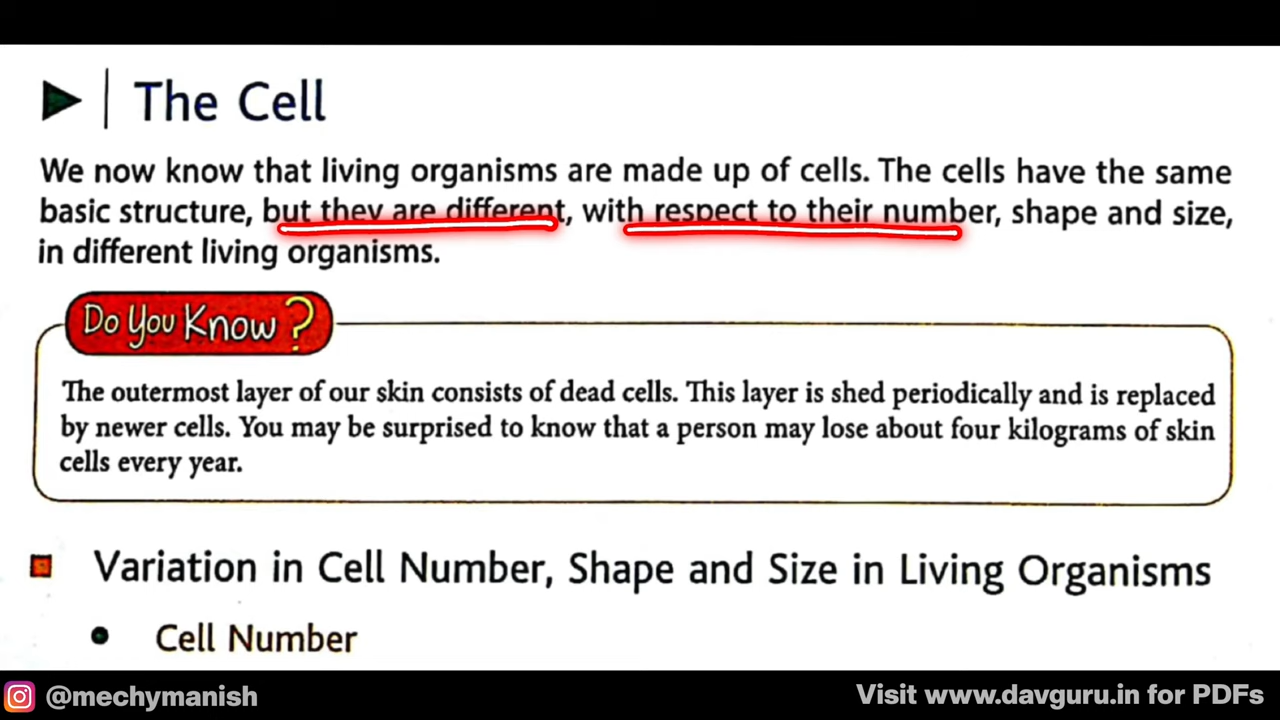 The Cell
We now know that living organisms are made up of cells. The cells have the same
basic structure, but they are different, with respect to their number, shape and size,
in different living organisms.
Do You Know?
The outermost layer of our skin consists of dead cells. This layer is shed periodically and is replaced
by newer cells. You may be surprised to know that a person may lose about four kilograms of skin
cells every year.
Variation in Cell Number, Shape and Size in Living Organisms
Cell Number
@mechymanish
Visit www.davguru.in for PDFs